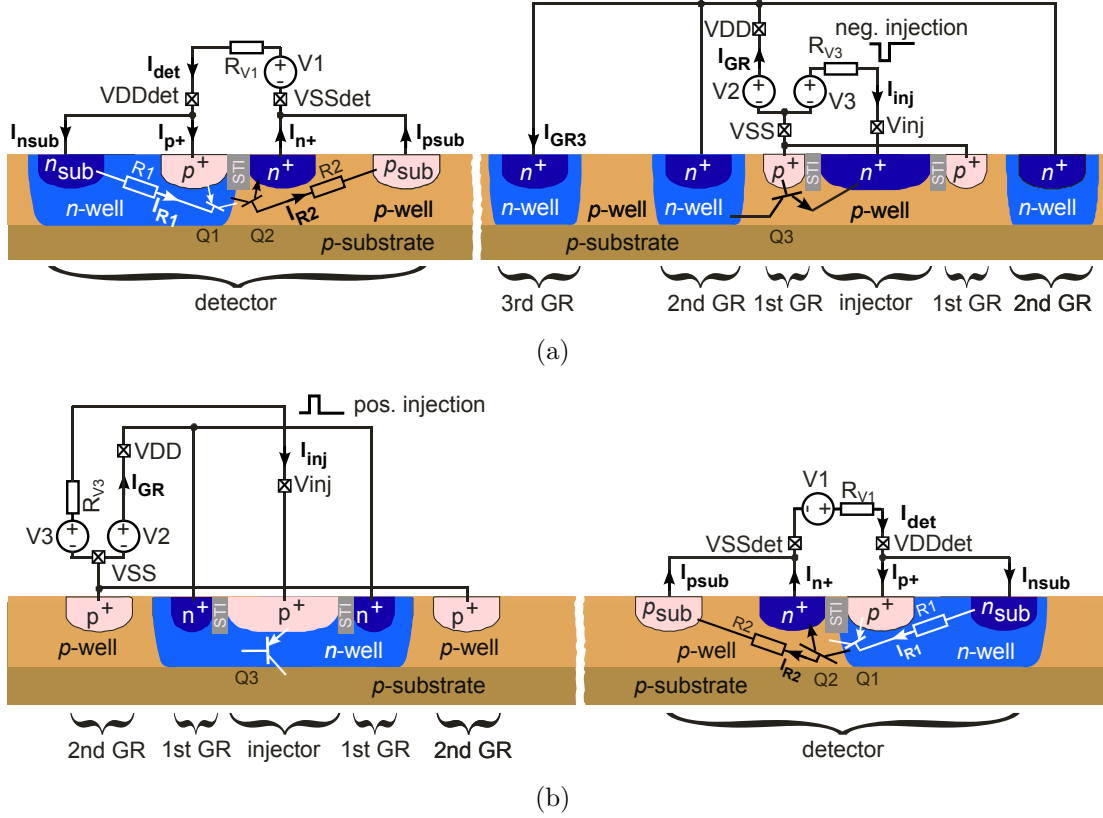 neg. injection
VDD
R_V3
V1
I_det
R_V1
I_GR
V2
V3
I_inj
VDDdet
VSSdet
VSS
Vinj
I_nsub
I_p+
I_n+
I_psub
I_GR3
n_sub
R1
p+
STI
n+
R2
p_sub
n+
n+
p+
STI
n+
STI
p+
n+
n-well
I_R1
I_R2
p-well
n-well
p-well
n-well
p-well
n-well
Q1
Q2
p-substrate
Q3
p-substrate
detector
3rd GR
2nd GR
1st GR
injector
1st GR
2nd GR
(a)
pos. injection
VDD
I_inj
R_V3
I_GR
Vinj
V1
R_V1
V3
V2
I_det
VSS
VSSdet
VDDdet
I_psub
I_n+
I_p+
I_nsub
p+
n+
STI
p+
STI
n+
p+
p_sub
n+
STI
p+
R1
n_sub
p-well
n-well
p-well
R2
p-well
I_R2
I_R1
n-well
Q3
p-substrate
p-substrate
Q2
Q1
2nd GR
1st GR
injector
1st GR
2nd GR
detector
(b)